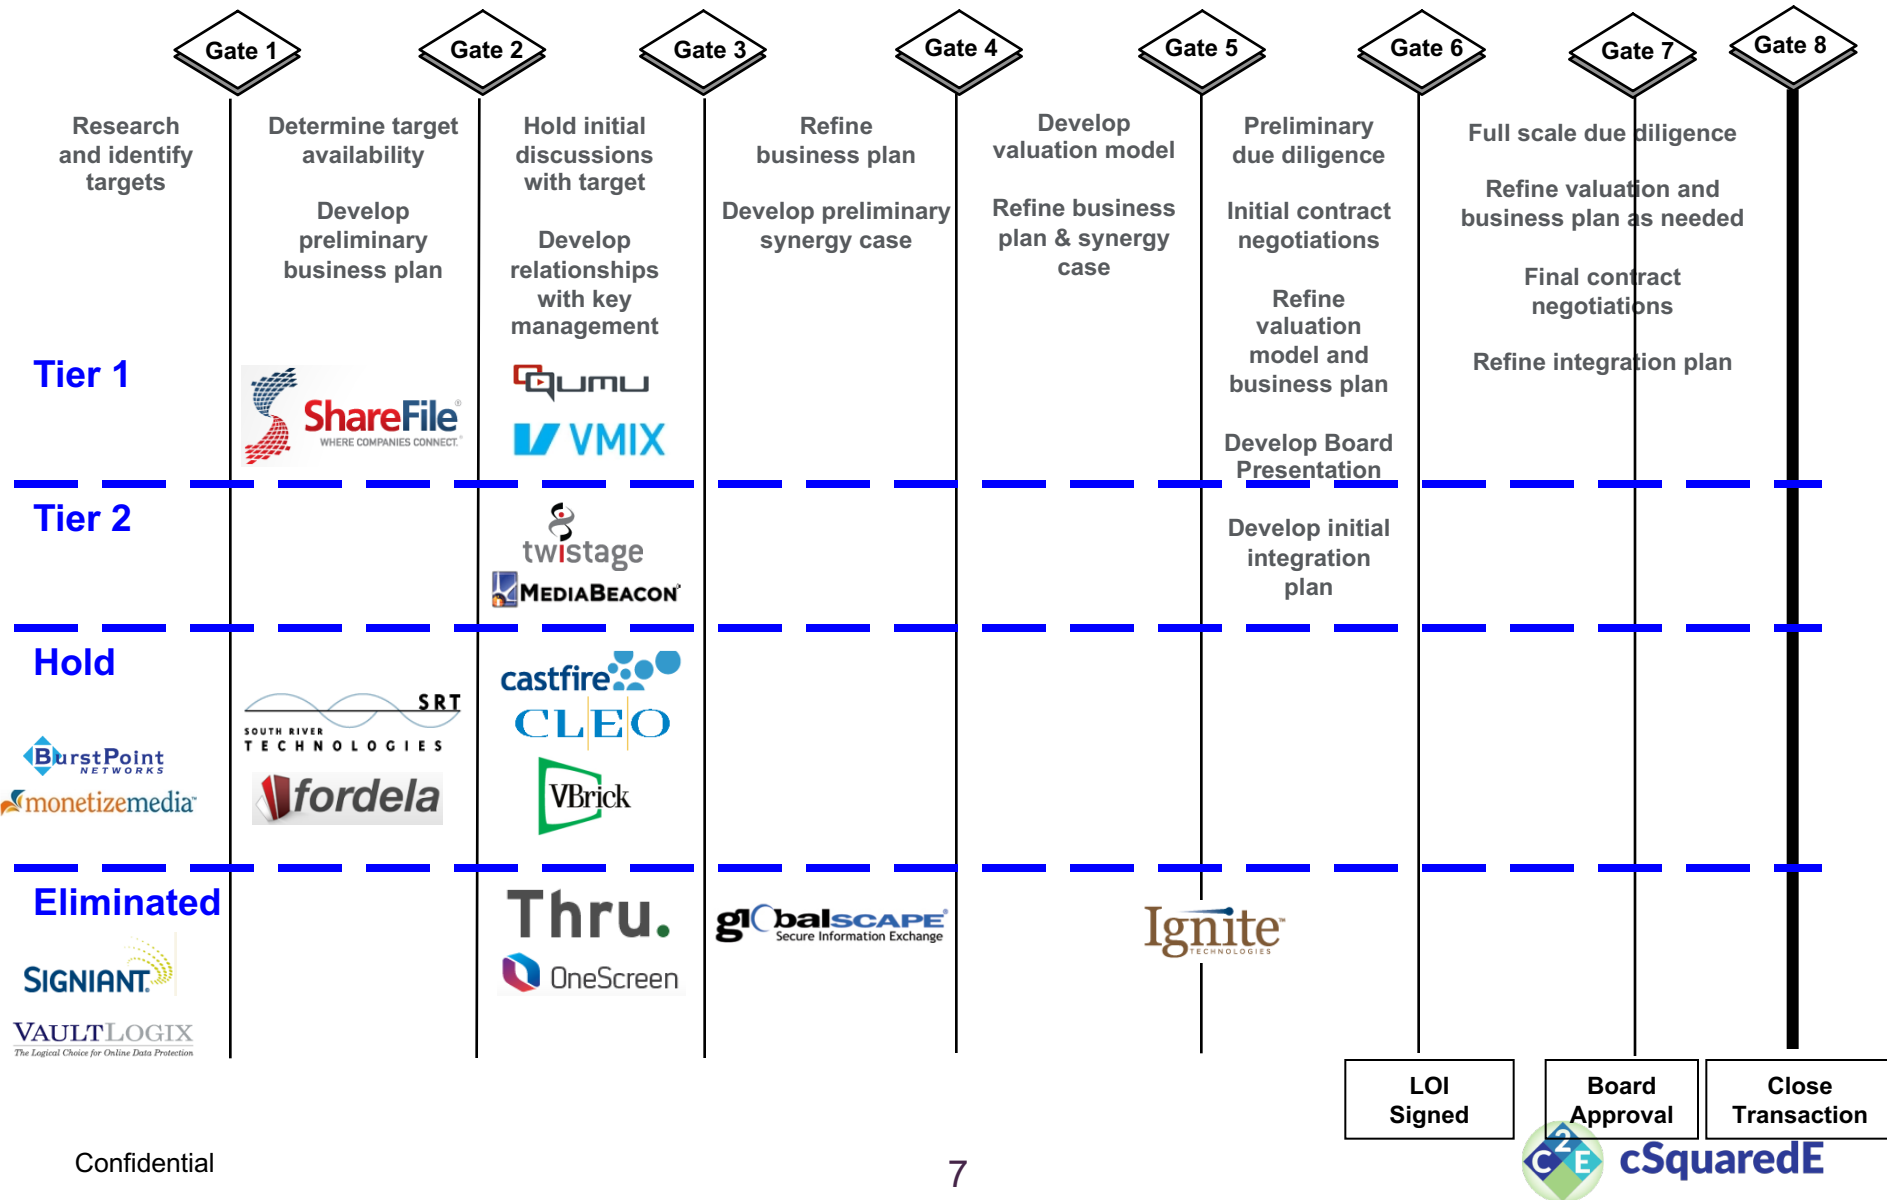 Gate 1
Gate 2
Gate 3
Gate 4
Gate 5
Gate 6
Gate 7
Gate 8
Research
and identify
targets
Determine target
availability
Develop
preliminary
business plan
Hold initial
discussions
with target
Develop
relationships
with key
management
Refine
business plan
Develop preliminary
synergy case
Develop
valuation model
Refine business
plan & synergy
case
Preliminary
due diligence
Initial contract
negotiations
Refine
valuation
model and
business plan
Develop Board
Presentation
Develop initial
integration
plan
Full scale due diligence
Refine valuation and
business plan as needed
Final contract
negotiations
Refine integration plan
Tier 1
ShareFile®
WHERE COMPANIES CONNECT.®
Qumu
VMIX
Tier 2
twistage
MEDIABEACON
Hold
BurstPoint
NETWORKS
monetizemedia™
SRT
SOUTH RIVER
TECHNOLOGIES
fordela
castfire
CLEO
VBrick
Eliminated
SIGNIANT
VAULTLOGIX
The Logical Choice for Online Data Protection
Thru.
OneScreen
globalSCAPE®
Secure Information Exchange
Ignite™
TECHNOLOGIES
LOI
Signed
Board
Approval
Close
Transaction
Confidential
7
C2E cSquaredE